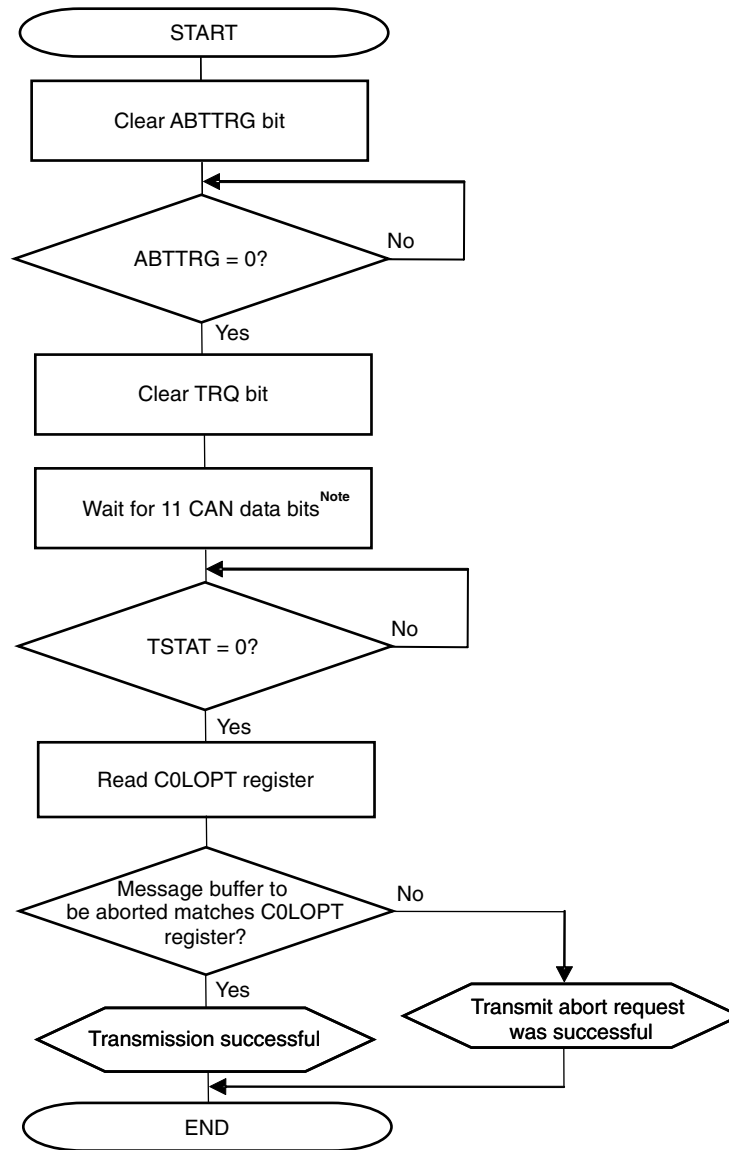 START
Clear ABTTRG bit
ABTTRG = 0?
No
Yes
Clear TRQ bit
Wait for 11 CAN data bits Note
TSTAT = 0?
No
Yes
Read C0LOPT register
Message buffer to
be aborted matches C0LOPT
register?
No
Yes
Transmission successful
Transmit abort request
was successful
END